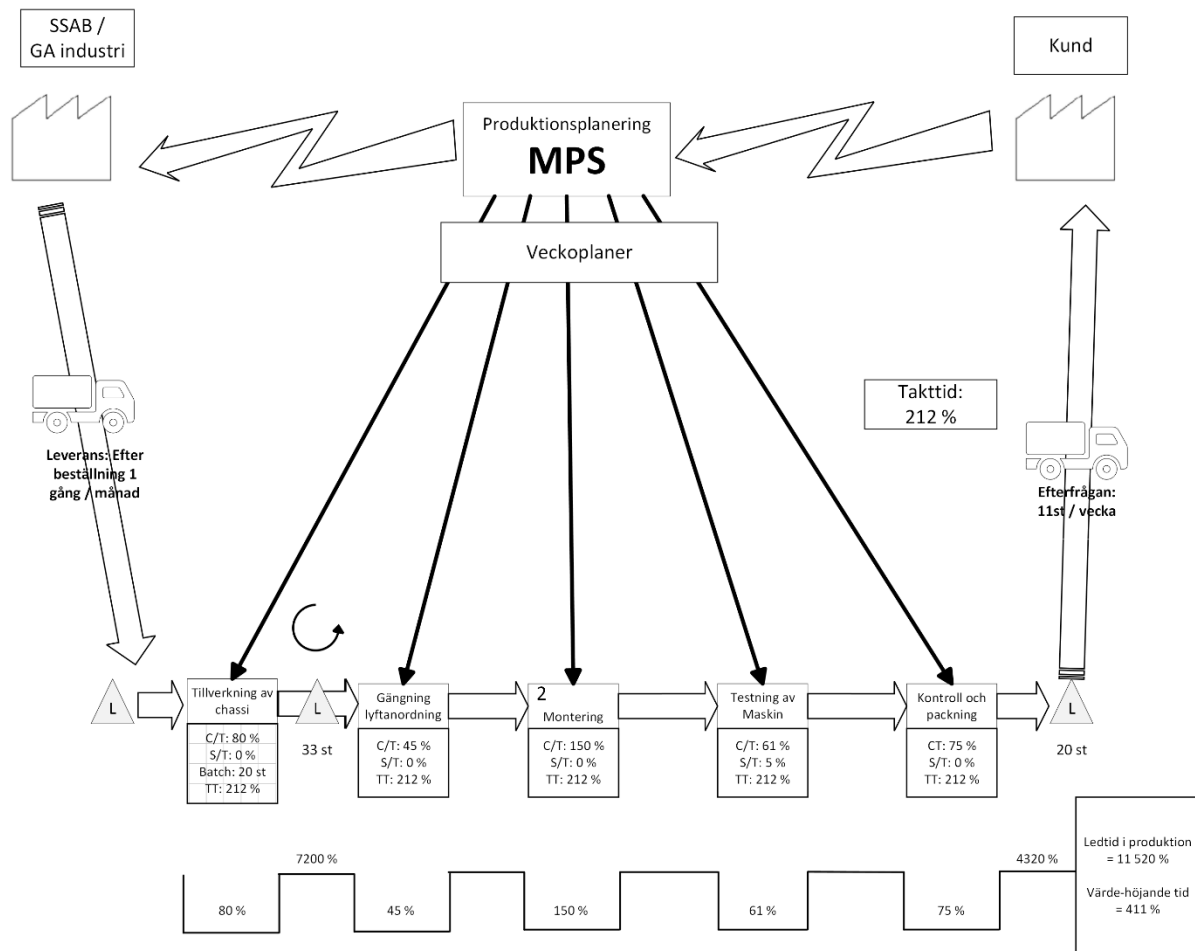 SSAB /
GA industri
Kund
Produktionsplanering
MPS
Veckoplaner
Takttid:
212 %
Leverans: Efter
beställning 1
gång / månad
Efterfrågan:
11st / vecka
L
Tillverkning av
chassi
C/T: 80 %
S/T: 0 %
Batch: 20 st
TT: 212 %
L
33 st
Gängning
lyftanordning
C/T: 45 %
S/T: 0 %
TT: 212 %
2
Montering
C/T: 150 %
S/T: 0 %
TT: 212 %
Testning av
Maskin
C/T: 61 %
S/T: 5 %
TT: 212 %
Kontroll och
packning
CT: 75 %
S/T: 0 %
TT: 212 %
L
20 st
80 %
7200 %
45 %
150 %
61 %
75 %
4320 %
Ledtid i produktion
= 11 520 %
Värde-höjande tid
= 411 %